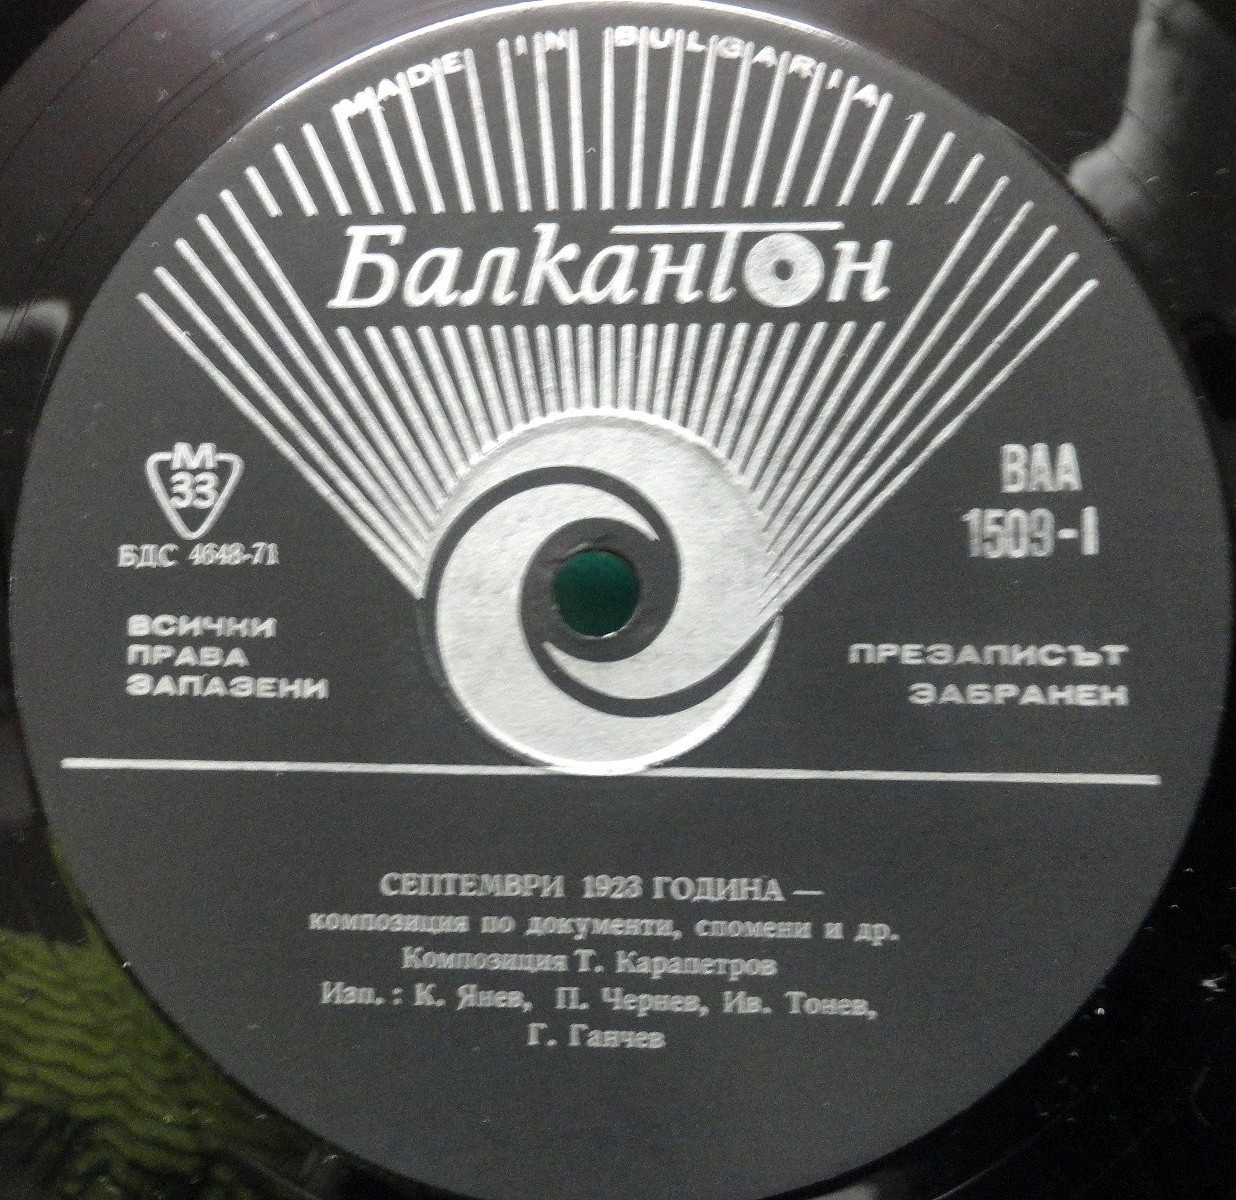 MADE IN BULGARIA
Балкантон
М
33
БДС 4648-71
ВАА
1509-I
ВСИЧКИ
ПРАВА
ЗАПАЗЕНИ
ПРЕЗАПИСЪТ
ЗАБРАНЕН
СЕПТЕМВРИ 1923 ГОДИНА —
композиция по документи, спомени и др.
Композиция Т. Карапетров
Изп. : К. Янев, П. Чернев, Ив. Тонев,
Г. Ганчев